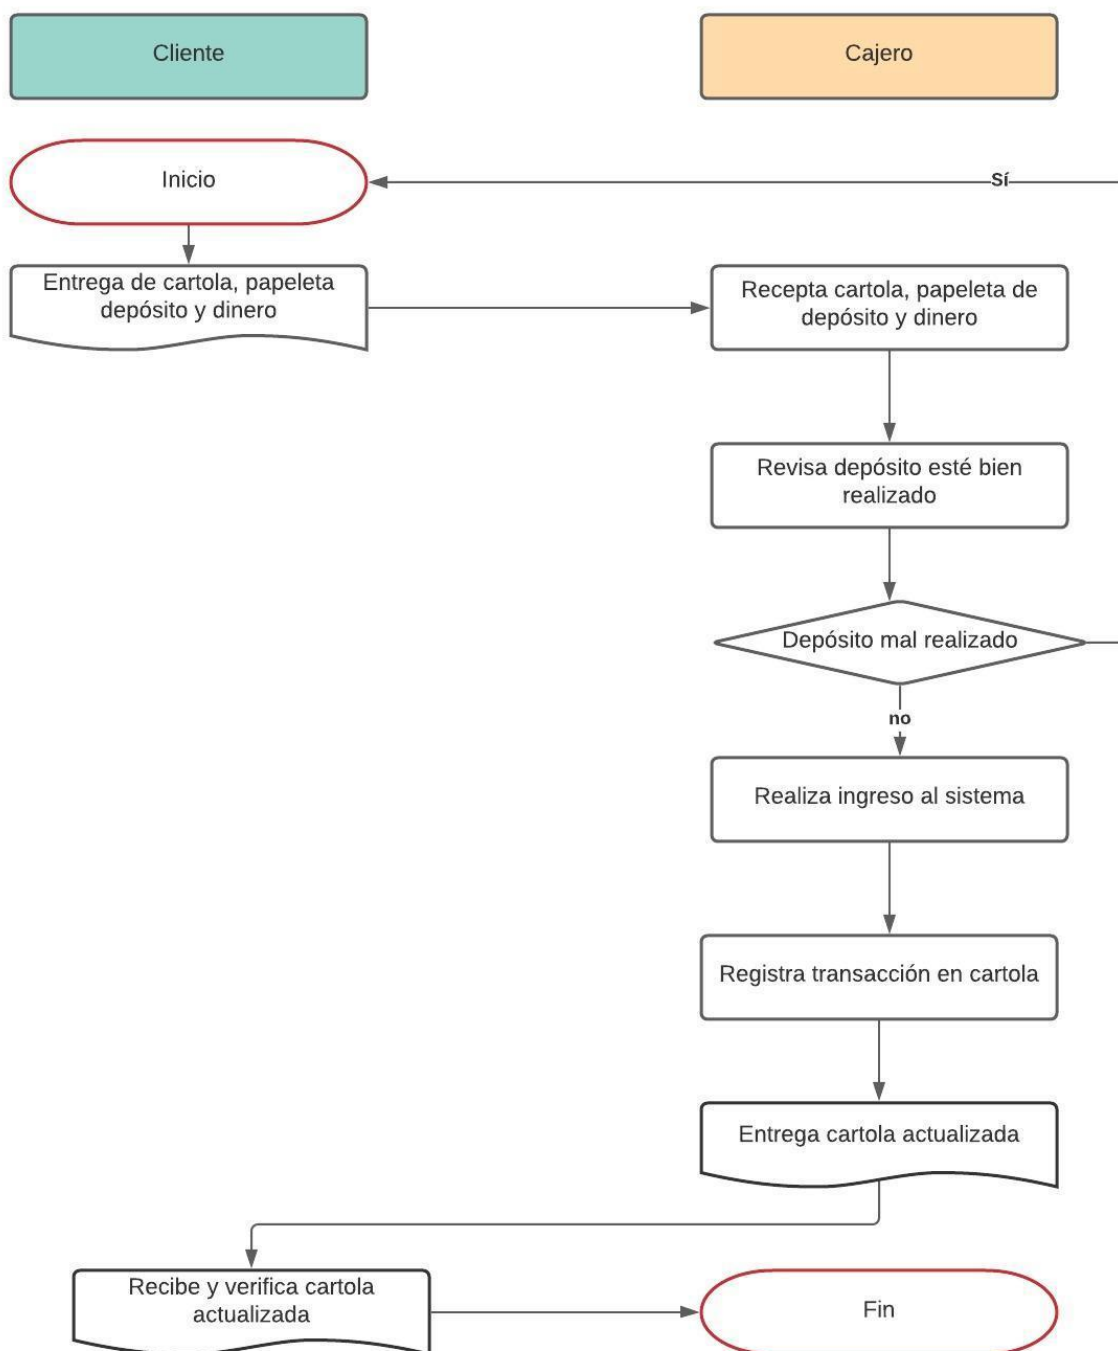 Cliente
Cajero
Inicio
Sí
Entrega de cartola, papeleta
depósito y dinero
Recepta cartola, papeleta de
depósito y dinero
Revisa depósito esté bien
realizado
Depósito mal realizado
no
Realiza ingreso al sistema
Registra transacción en cartola
Entrega cartola actualizada
Recibe y verifica cartola
actualizada
Fin